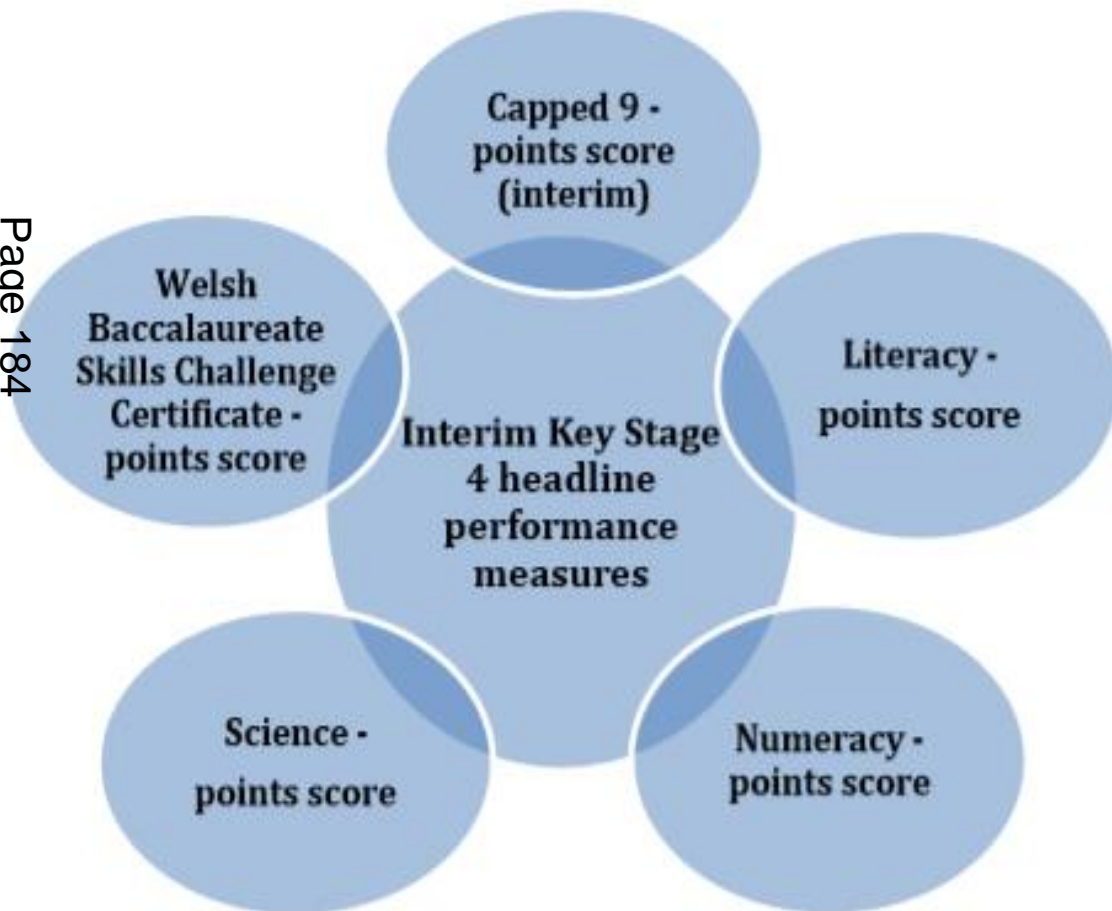 Capped 9 -
points score
(interim)
Welsh
Baccalaureate
Skills Challenge
Certificate -
points score
Literacy -
points score
Interim Key Stage
4 headline
performance
measures
Science -
points score
Numeracy -
points score
Page 184